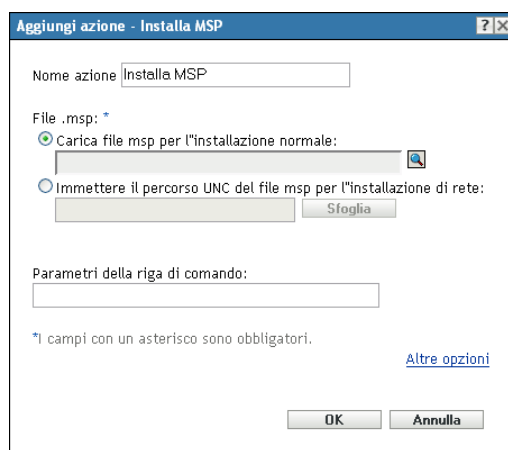 Aggiungi azione - Installa MSP
Nome azione Installa MSP
File .msp: *
Carica file msp per l"installazione normale:
Immettere il percorso UNC del file msp per l"installazione di rete:
Sfoglia
Parametri della riga di comando:
*I campi con un asterisco sono obbligatori.
Altre opzioni
OK Annulla